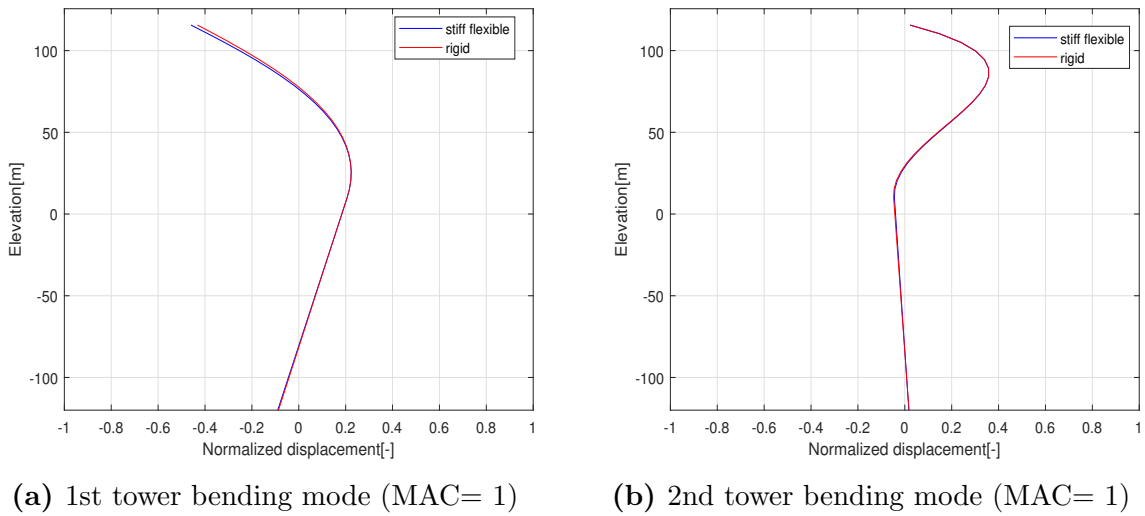 stiff flexible
rigid
100
50
0
-50
-100
Elevation[m]
-1 -0.8 -0.6 -0.4 -0.2 0 0.2 0.4 0.6 0.8 1
Normalized displacement[-]
(a) 1st tower bending mode (MAC= 1)
stiff flexible
rigid
100
50
0
-50
-100
Elevation[m]
-1 -0.8 -0.6 -0.4 -0.2 0 0.2 0.4 0.6 0.8 1
Normalized displacement[-]
(b) 2nd tower bending mode (MAC= 1)